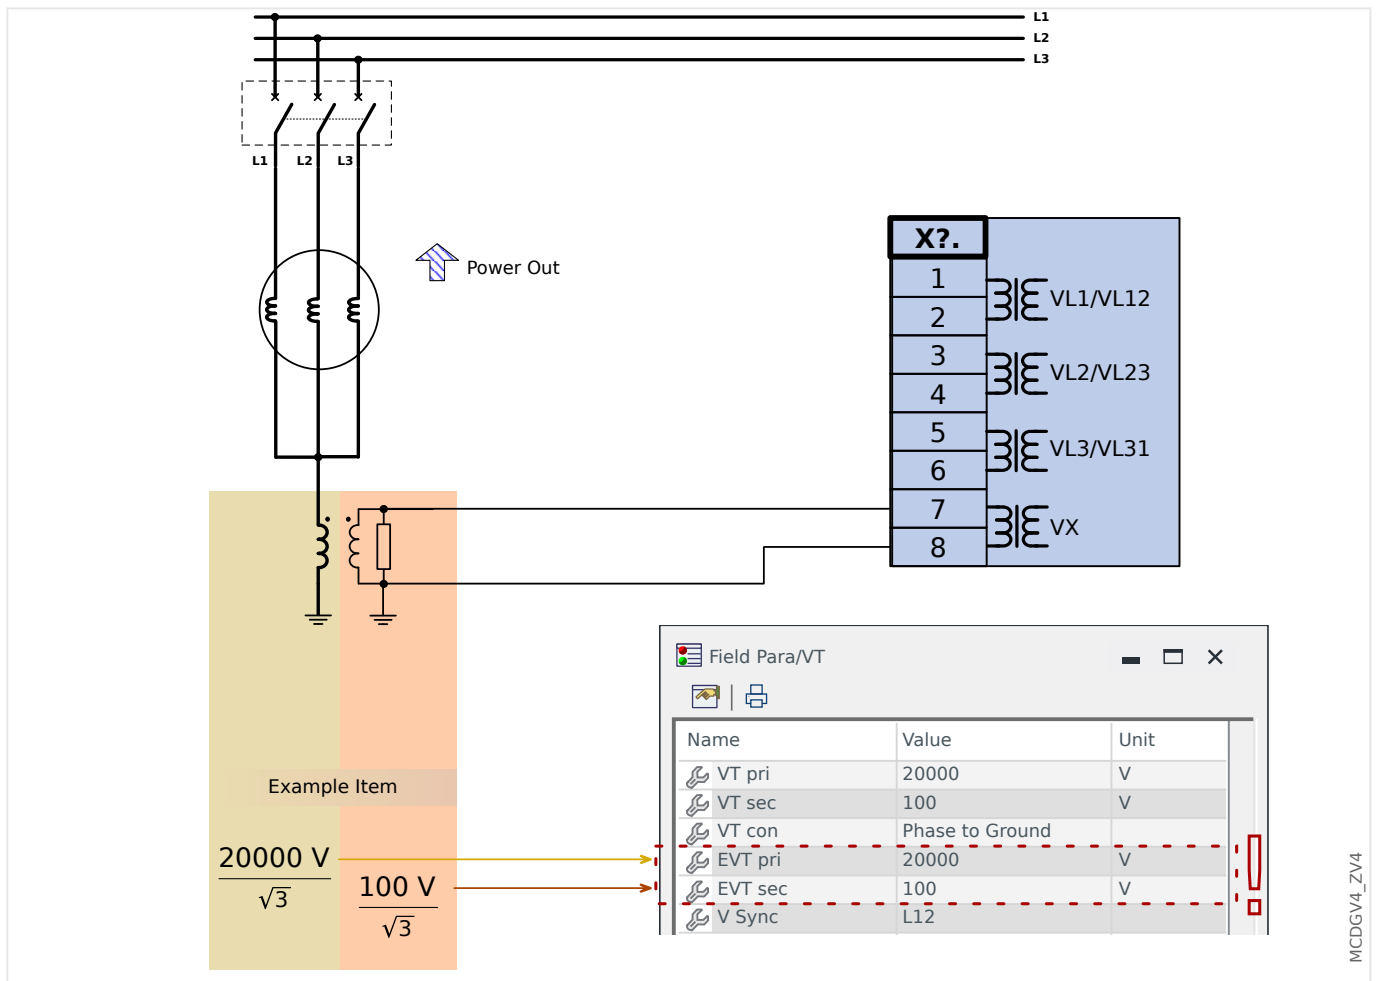 L1
L2
L3
L1 L2 L3
Power Out
X?.
1
2
VL1/VL12
3
4
VL2/VL23
5
6
VL3/VL31
7
8
VX
Field Para/VT
Name Value Unit
VT pri 20000 V
VT sec 100 V
VT con Phase to Ground
EVT pri 20000 V
EVT sec 100 V
V Sync L12
Example Item
20000 V
√3
100 V
√3
MCDGV4_ZV4